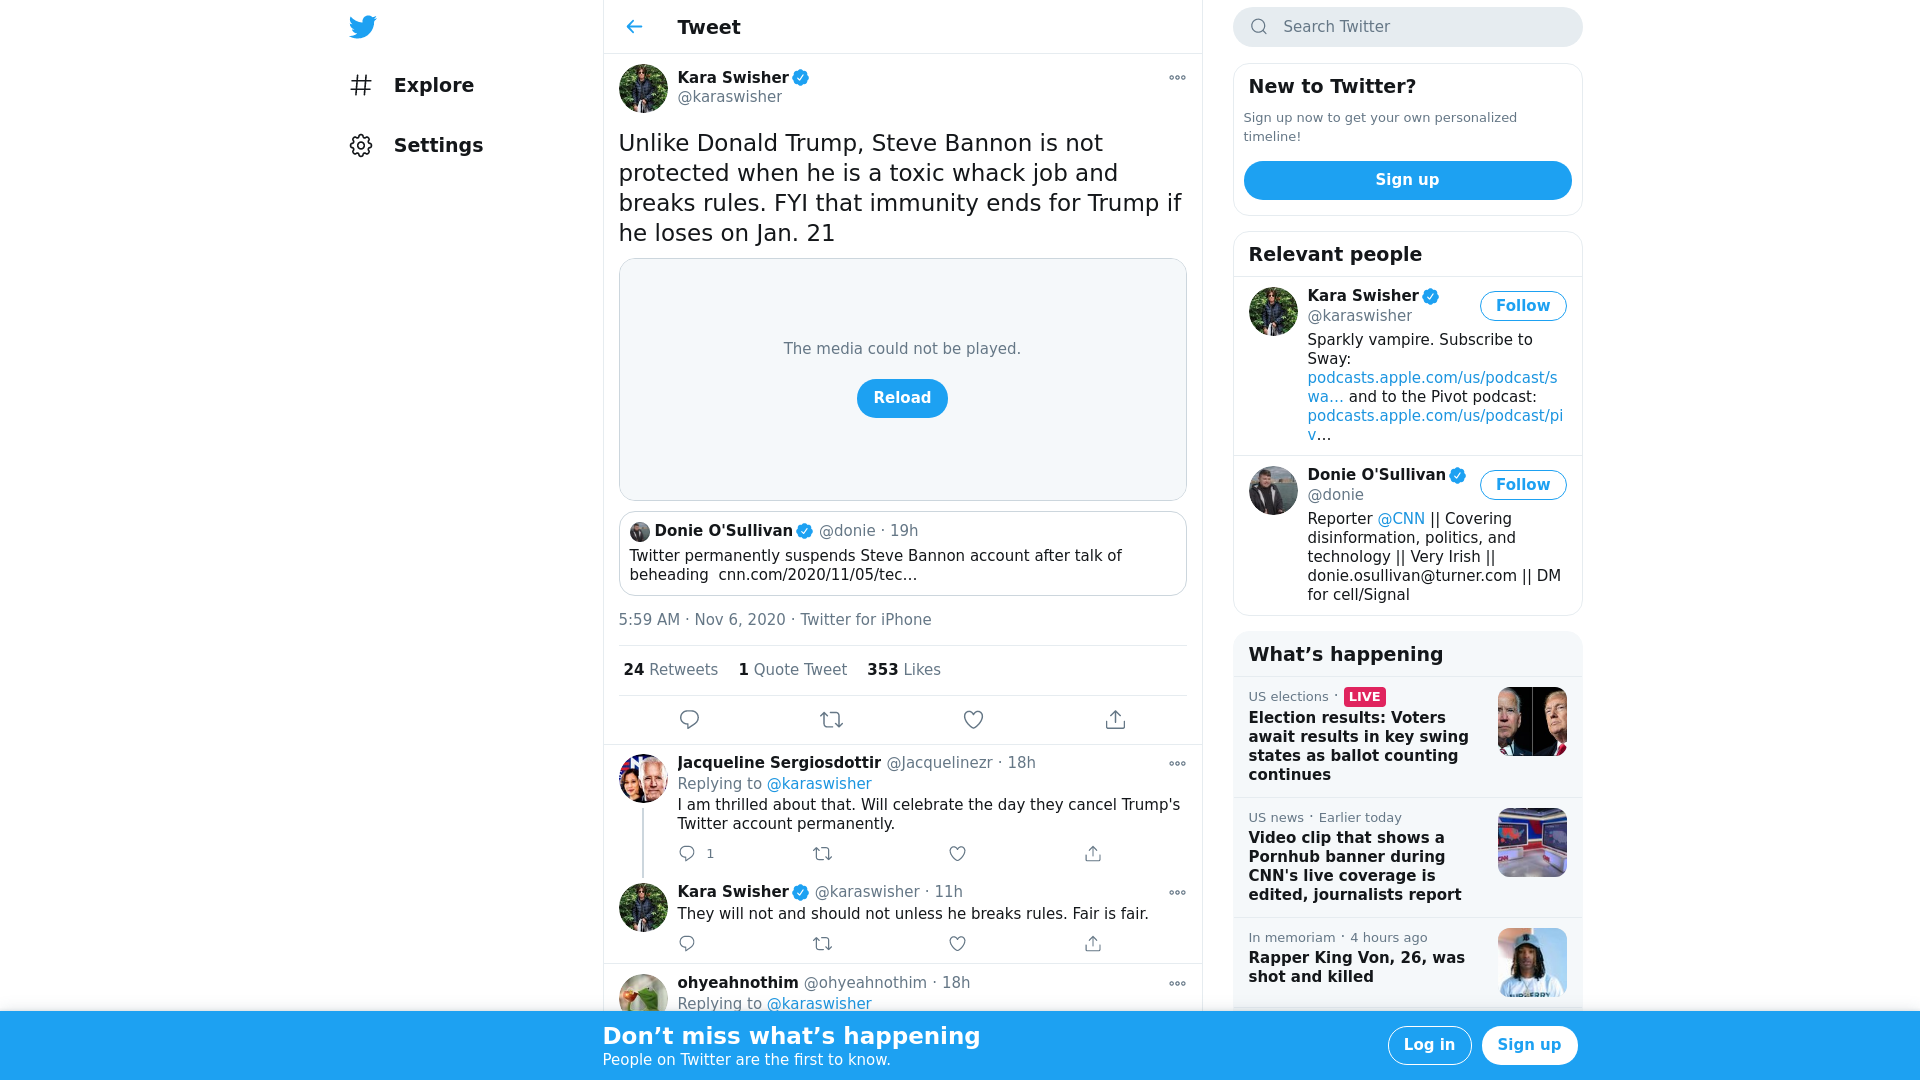 Explore
Settings
Tweet
Kara Swisher
@karaswisher
Unlike Donald Trump, Steve Bannon is not
protected when he is a toxic whack job and
breaks rules. FYI that immunity ends for Trump if
he loses on Jan. 21
The media could not be played.
Reload
Donie O'Sullivan @donie · 19h
Twitter permanently suspends Steve Bannon account after talk of
beheading cnn.com/2020/11/05/tec…
5:59 AM · Nov 6, 2020 · Twitter for iPhone
24 Retweets 1 Quote Tweet 353 Likes
Jacqueline Sergiosdottir @Jacquelinezr · 18h
Replying to @karaswisher
I am thrilled about that. Will celebrate the day they cancel Trump's
Twitter account permanently.
1
Kara Swisher @karaswisher · 11h
They will not and should not unless he breaks rules. Fair is fair.
ohyeahnothim @ohyeahnothim · 18h
Replying to @karaswisher
Search Twitter
New to Twitter?
Sign up now to get your own personalized
timeline!
Sign up
Relevant people
Kara Swisher
@karaswisher
Follow
Sparkly vampire. Subscribe to
Sway:
podcasts.apple.com/us/podcast/s
wa… and to the Pivot podcast:
podcasts.apple.com/us/podcast/pi
v…
Donie O'Sullivan
@donie
Follow
Reporter @CNN || Covering
disinformation, politics, and
technology || Very Irish ||
donie.osullivan@turner.com || DM
for cell/Signal
What's happening
US elections · LIVE
Election results: Voters
await results in key swing
states as ballot counting
continues
US news · Earlier today
Video clip that shows a
Pornhub banner during
CNN's live coverage is
edited, journalists report
In memoriam · 4 hours ago
Rapper King Von, 26, was
shot and killed
Don't miss what's happening
People on Twitter are the first to know.
Log in
Sign up